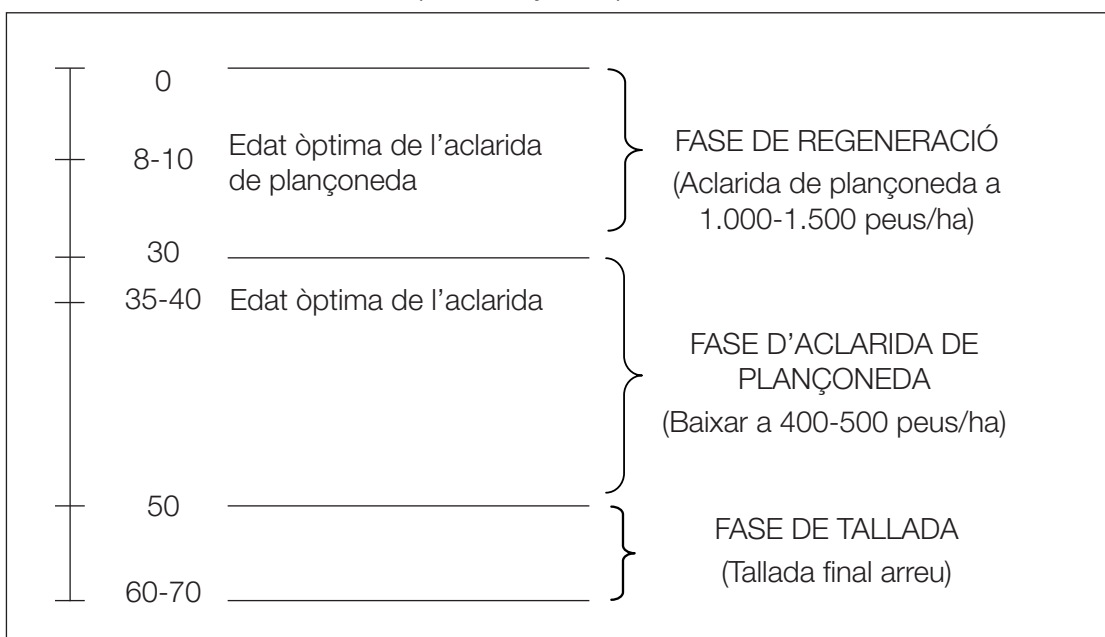 0
8-10
Edat òptima de l’aclarida
de plançoneda
FASE DE REGENERACIÓ
(Aclarida de plançoneda a
1.000-1.500 peus/ha)
30
35-40 Edat òptima de l’aclarida
FASE D’ACLARIDA DE
PLANÇONEDA
(Baixar a 400-500 peus/ha)
50
FASE DE TALLADA
(Tallada final arreu)
60-70